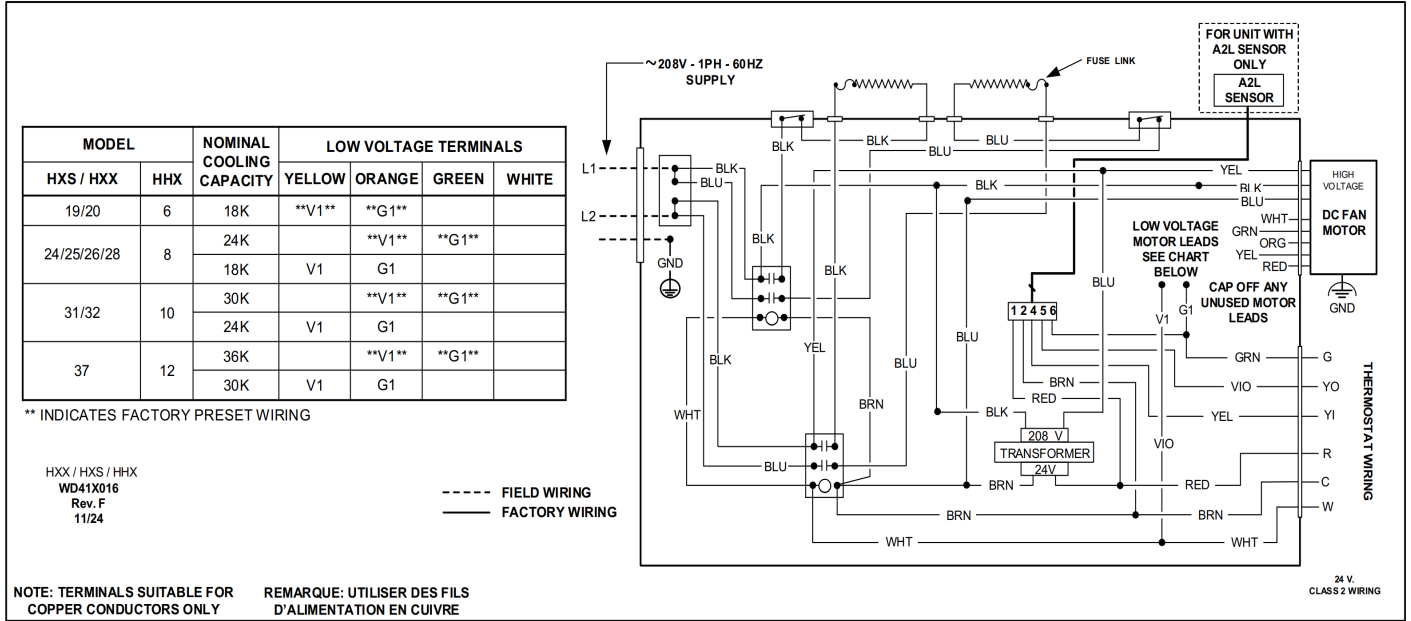 MODEL NOMINAL COOLING CAPACITY LOW VOLTAGE TERMINALS
HXS / HXX HHX YELLOW ORANGE GREEN WHITE
19/20 6 18K **V1** **G1**
24/25/26/28 8 24K **V1** **G1**
18K V1 G1
31/32 10 30K **V1** **G1**
24K V1 G1
37 12 36K **V1** **G1**
30K V1 G1
** INDICATES FACTORY PRESET WIRING
HXX / HXS / HHX
WD41X016
Rev. F
11/24
FIELD WIRING
FACTORY WIRING
NOTE: TERMINALS SUITABLE FOR
COPPER CONDUCTORS ONLY
REMARQUE: UTILISER DES FILS
D'ALIMENTATION EN CUIVRE
~208V - 1PH - 60HZ
SUPPLY
FUSE LINK
FOR UNIT WITH
A2L SENSOR
ONLY
A2L
SENSOR
L1
L2
GND
BLK
BLU
BLK
BLK
BLU
BLU
BLK
BLK
BLK
YEL
BLU
BRN
WHT
BLU
BLK
YEL
BLK
BLU
HIGH
VOLTAGE
DC FAN
MOTOR
WHT
GRN
ORG
YEL
RED
GND
BLU
LOW VOLTAGE
MOTOR LEADS
SEE CHART
BELOW
CAP OFF ANY
UNUSED MOTOR
LEADS
V1
G1
1 2 4 5 6
BLU
BRN
RED
BLK
208 V
TRANSFORMER
24V
BRN
RED
VIO
GRN
G
VIO
YO
YEL
YI
R
C
W
BRN
BRN
WHT
WHT
THERMOSTAT WIRING
24 V.
CLASS 2 WIRING